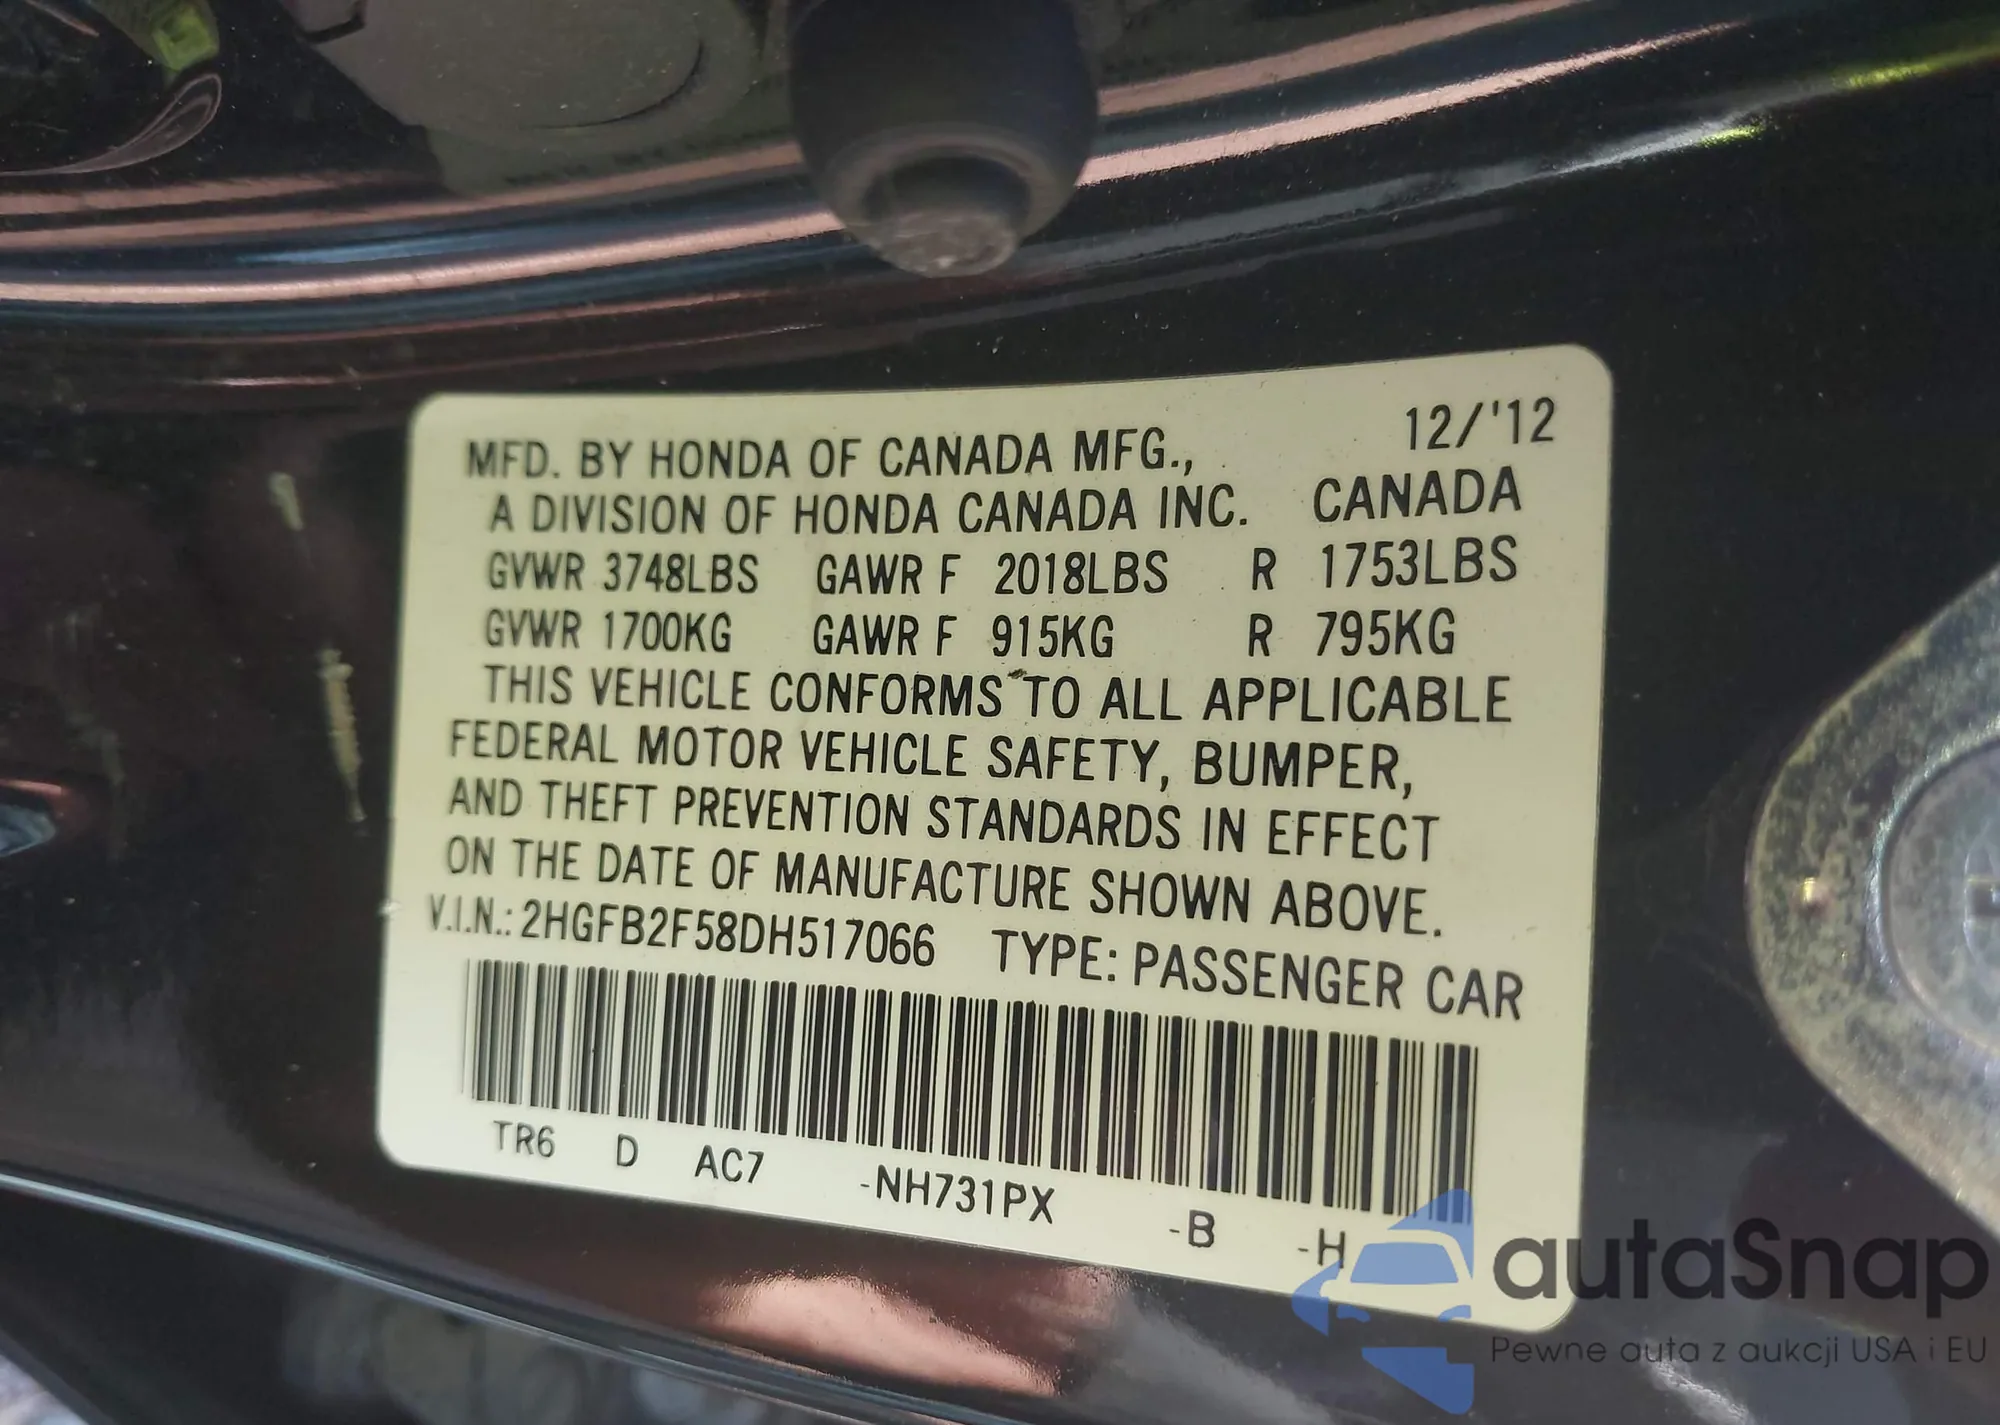 MFD. BY HONDA OF CANADA MFG., 12/'12
A DIVISION OF HONDA CANADA INC. CANADA
GVWR 3748LBS GAWR F 2018LBS R 1753LBS
GVWR 1700KG GAWR F 915KG R 795KG
THIS VEHICLE CONFORMS TO ALL APPLICABLE
FEDERAL MOTOR VEHICLE SAFETY, BUMPER,
AND THEFT PREVENTION STANDARDS IN EFFECT
ON THE DATE OF MANUFACTURE SHOWN ABOVE.
V.I.N.: 2HGFB2F58DH517066 TYPE: PASSENGER CAR
TR6 D AC7 -NH731PX -B -H
autaSnap
Pewne auta z aukcji USA i EU